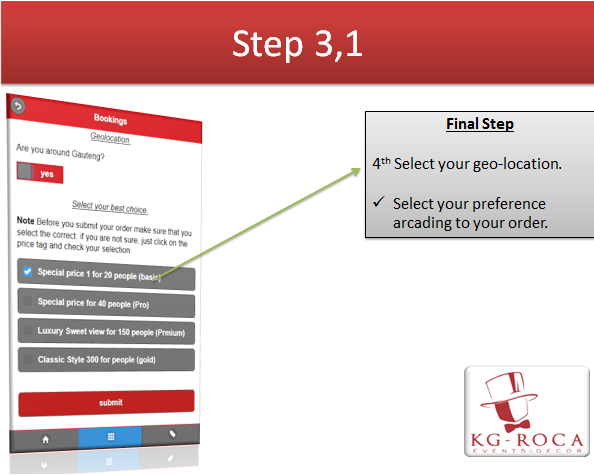 Step 3,1
Bookings
Geolocation
Are you around Gauteng?
yes
Select your best choice.
Note Before you submit your order make sure that you
select the correct. if you are not sure, just click on the
price tag and check your selection
Special price 1 for 20 people (basic)
Special price for 40 people (Pro)
Luxury Sweet view for 150 people (Prmium)
Classic Style 300 for people (gold)
submit
Final Step
4th Select your geo-location.
✓ Select your preference
arcading to your order.
KG-ROCA
EVENTS&DECOR